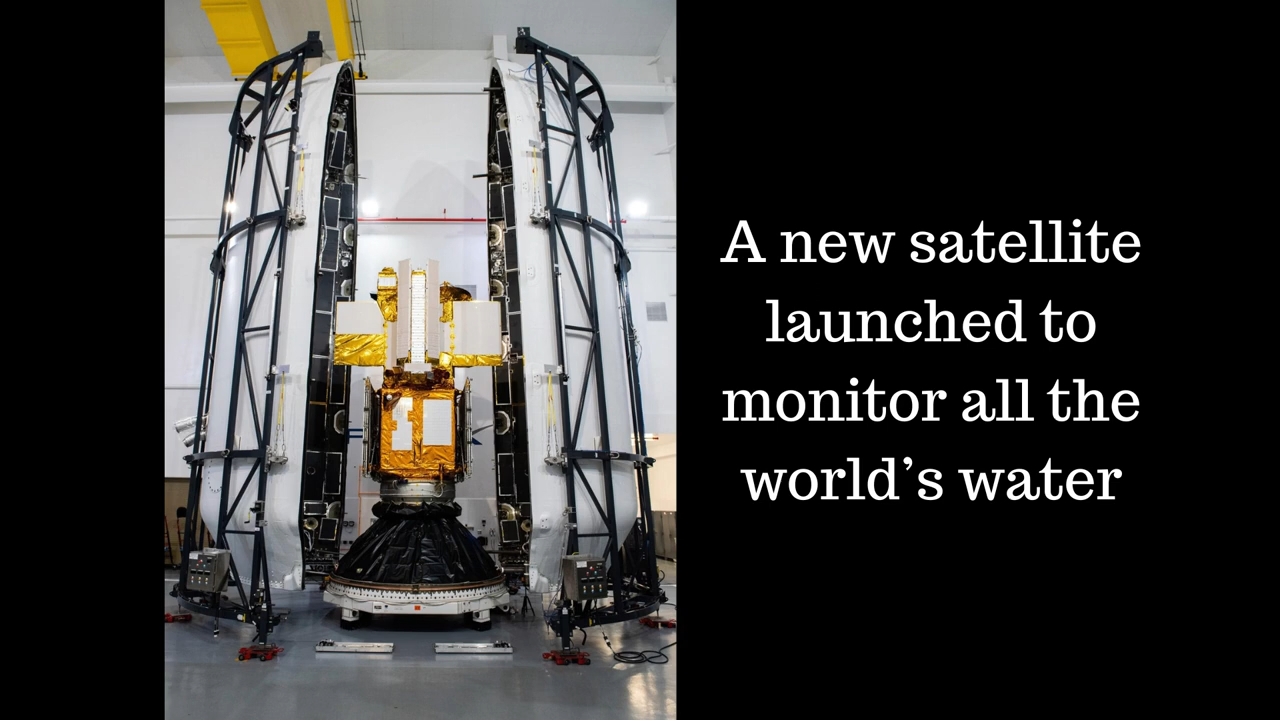 A new satellite
launched to
monitor all the
world’s water